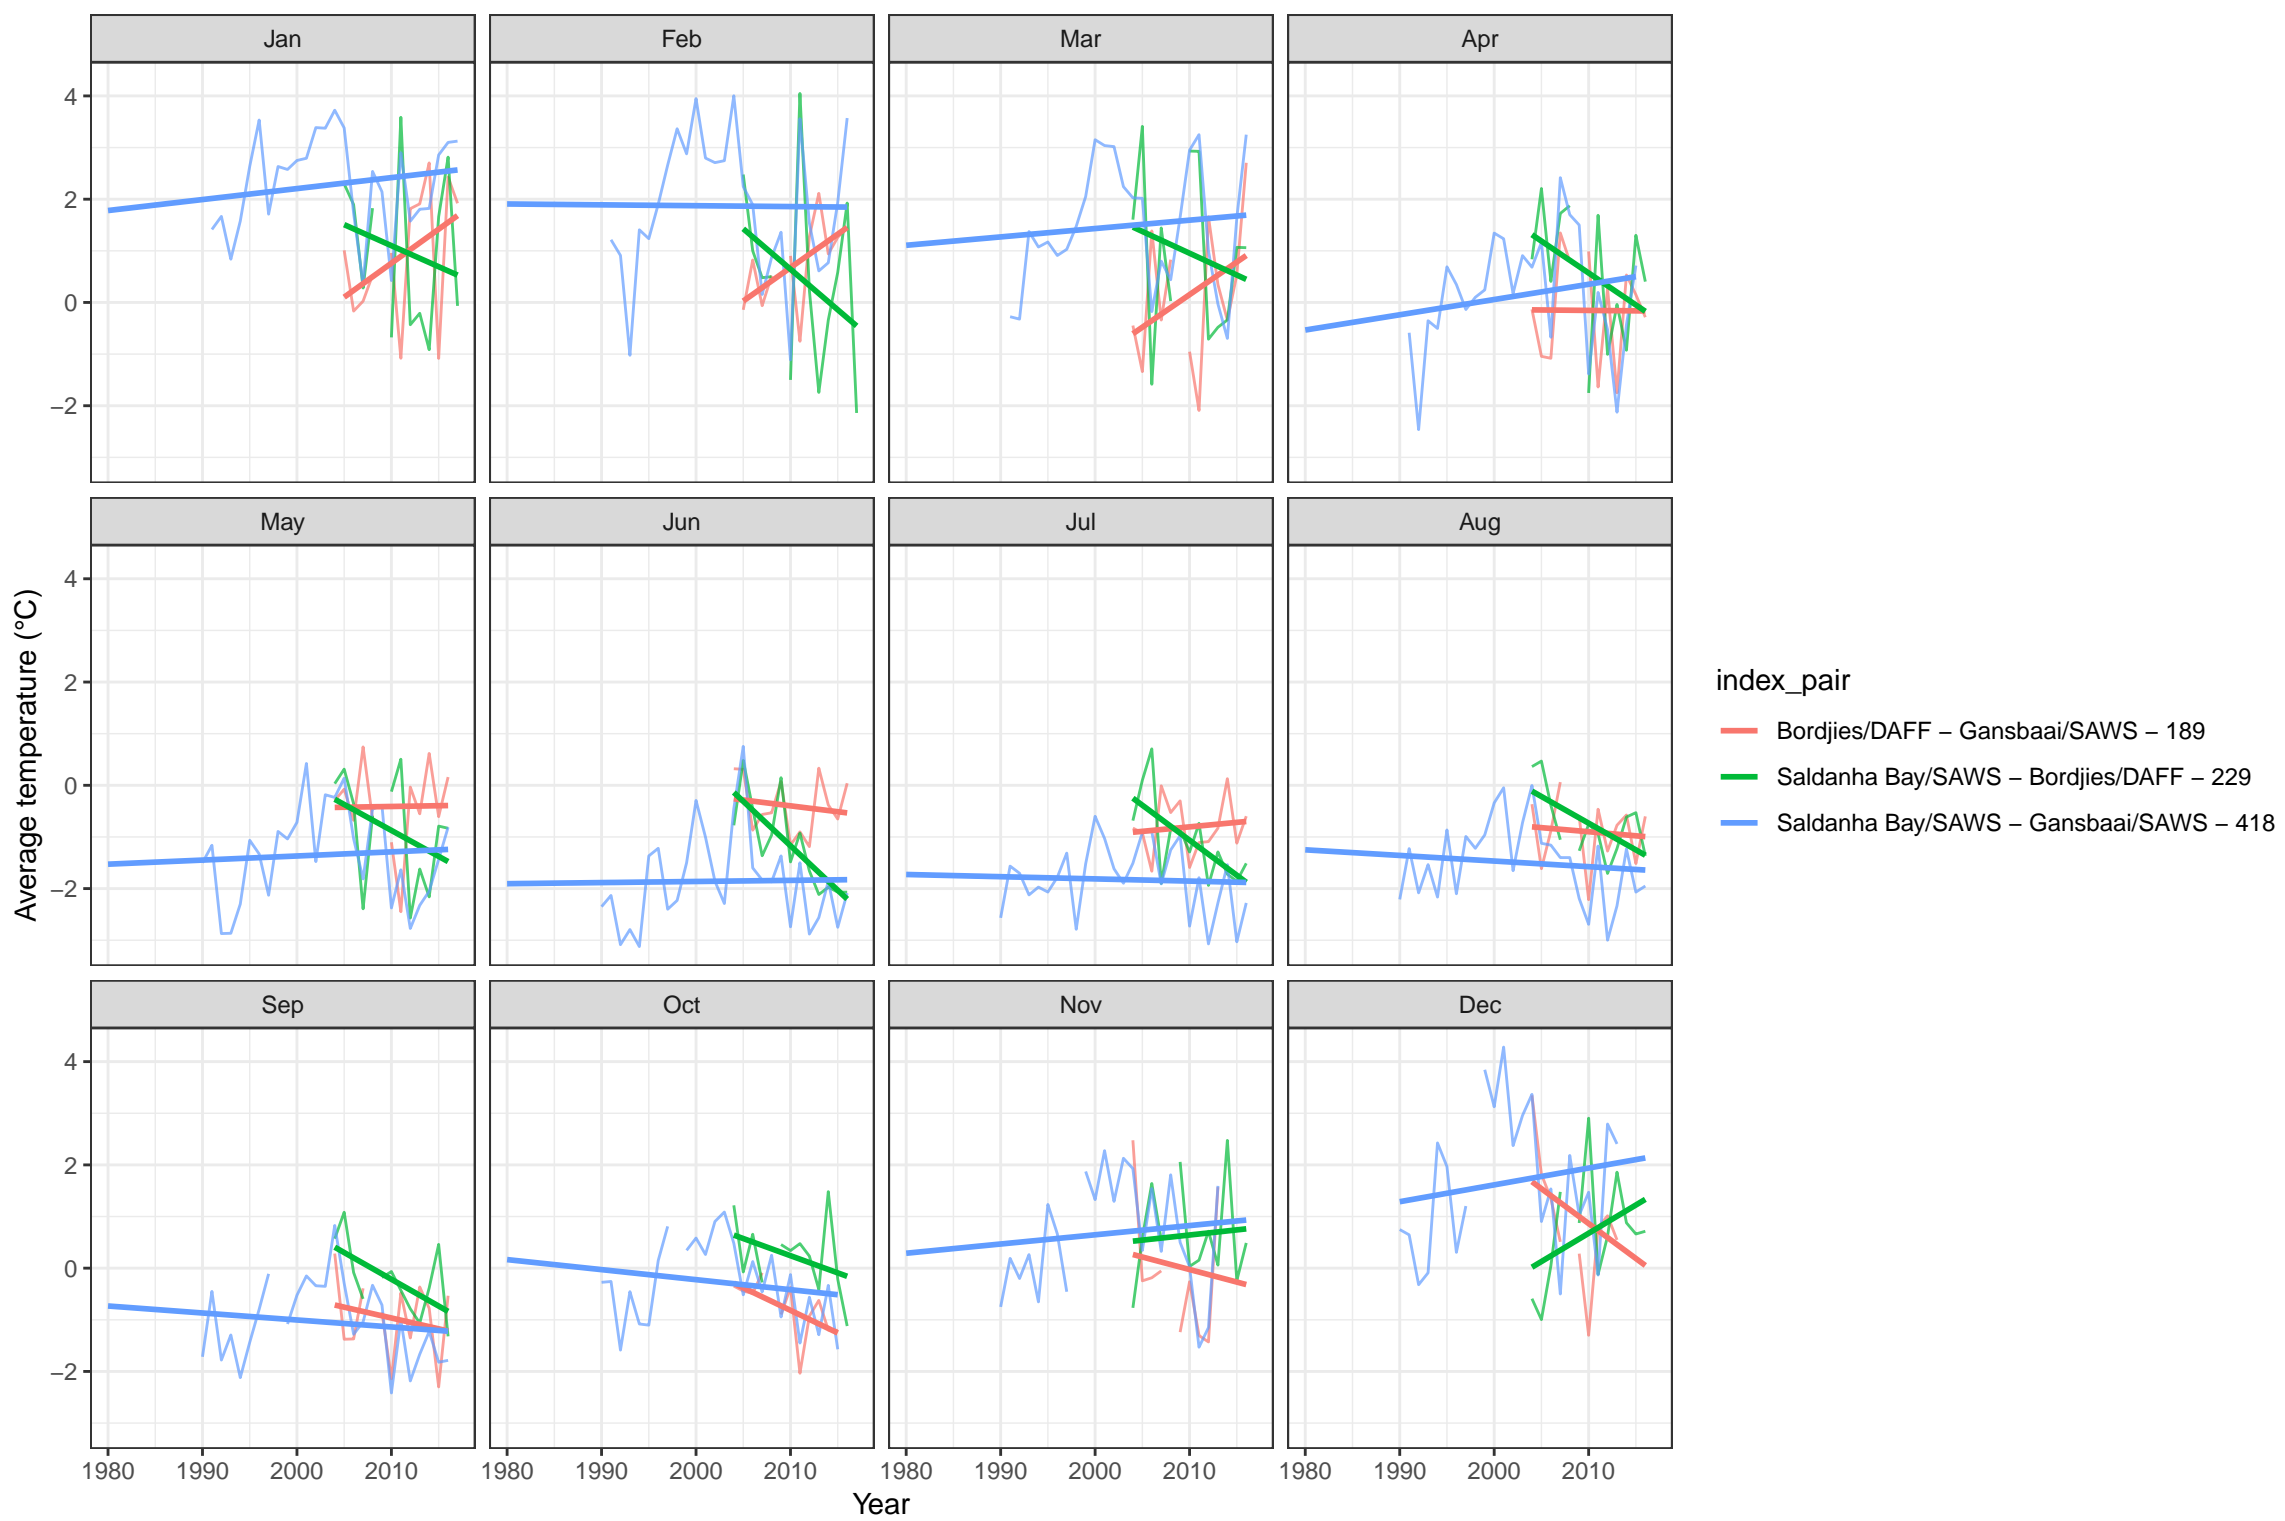 Jan Feb Mar Apr
4
2
0
−2
May Jun Jul Aug
4
2
0
−2
Sep Oct Nov Dec
4
2
0
−2
1980 1990 2000 2010 1980 1990 2000 2010 1980 1990 2000 2010 1980 1990 2000 2010
Year
Average temperature (°C)
index_pair
Bordjies/DAFF − Gansbaai/SAWS − 189
Saldanha Bay/SAWS − Bordjies/DAFF − 229
Saldanha Bay/SAWS − Gansbaai/SAWS − 418